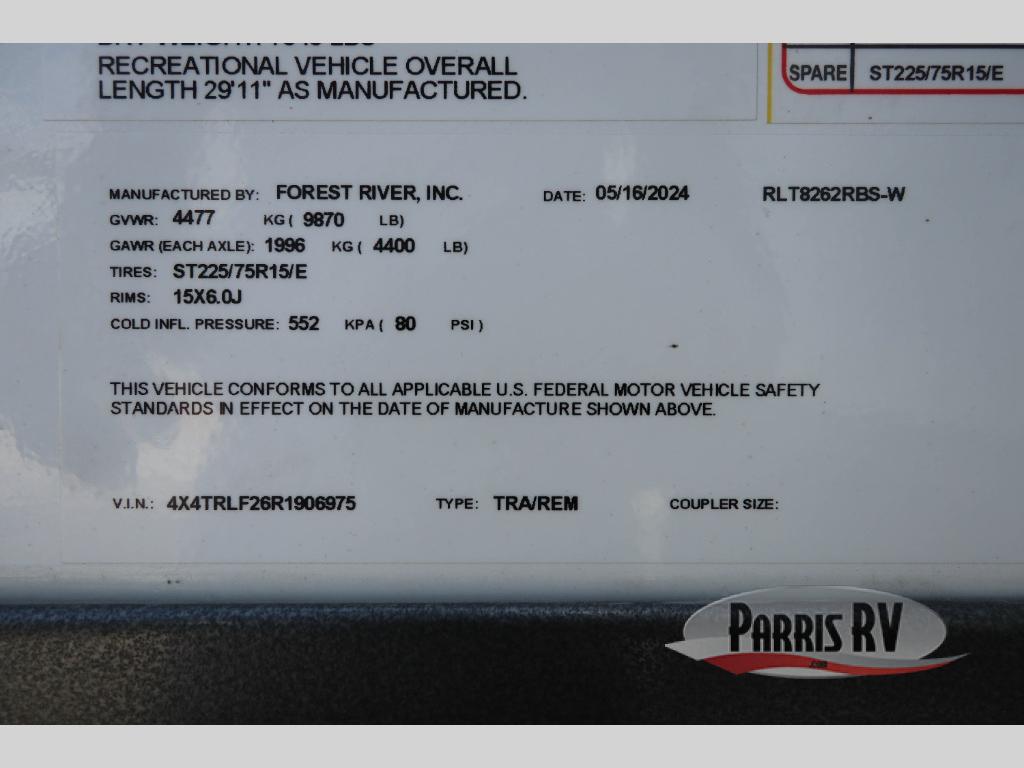 RECREATIONAL VEHICLE OVERALL
LENGTH 29'11" AS MANUFACTURED.
SPARE ST225/75R15/E
MANUFACTURED BY: FOREST RIVER, INC. DATE: 05/16/2024 RLT8262RBS-W
GVWR: 4477 KG ( 9870 LB)
GAWR (EACH AXLE): 1996 KG ( 4400 LB)
TIRES: ST225/75R15/E
RIMS: 15X6.0J
COLD INFL. PRESSURE: 552 KPA ( 80 PSI )
THIS VEHICLE CONFORMS TO ALL APPLICABLE U.S. FEDERAL MOTOR VEHICLE SAFETY
STANDARDS IN EFFECT ON THE DATE OF MANUFACTURE SHOWN ABOVE.
V.I.N.: 4X4TRLF26R1906975 TYPE: TRA/REM COUPLER SIZE:
PARRIS RV
.com